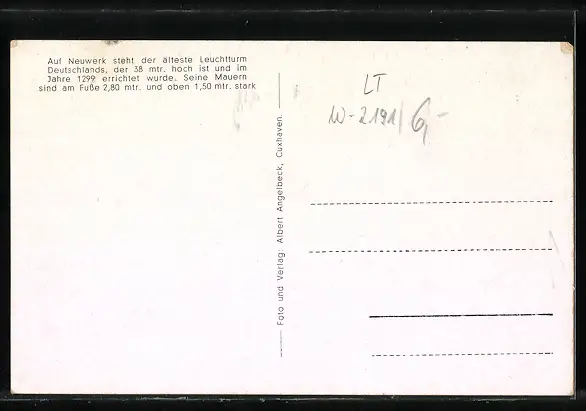 Auf Neuwerk steht der älteste Leuchtturm
Deutschlands, der 38 mtr. hoch ist und im
Jahre 1299 errichtet wurde. Seine Mauern
sind am Fuße 2,80 mtr. und oben 1,50 mtr. stark
Foto und Verlag: Albert Angelbeck, Cuxhaven.
LT
W-2191/6,-